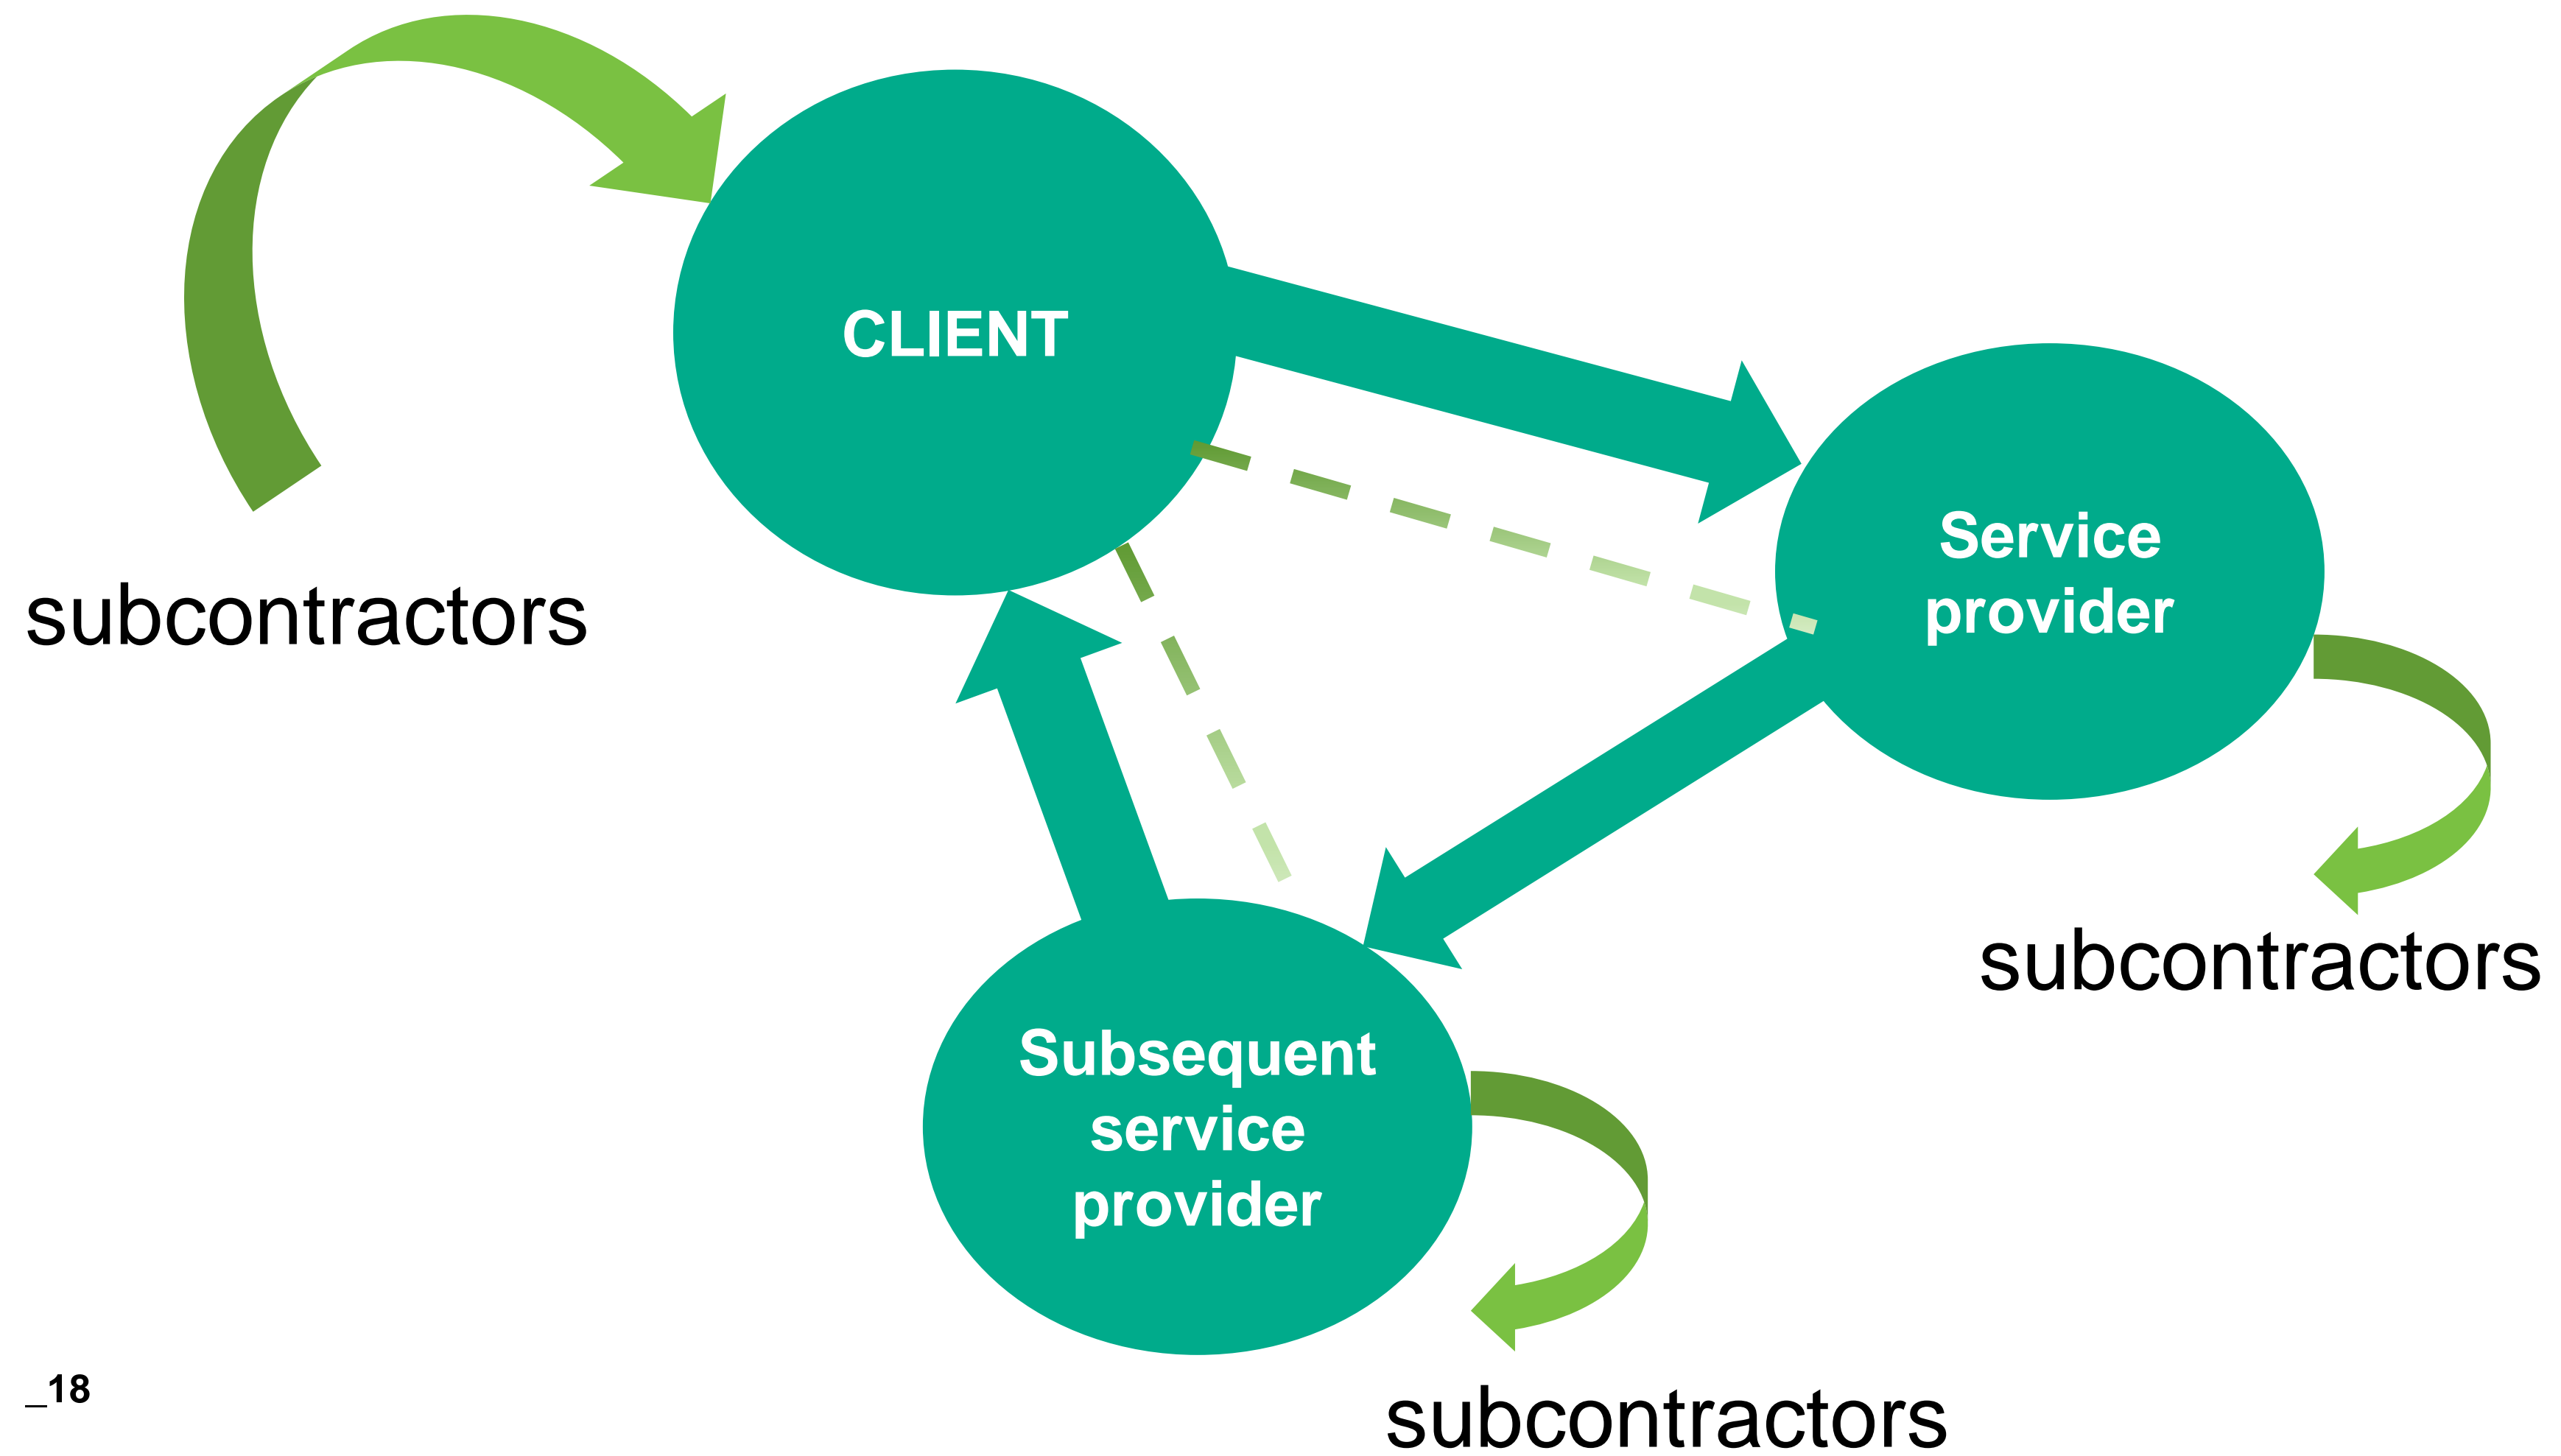 CLIENT
Service
provider
subcontractors
subcontractors
Subsequent
service
provider
subcontractors
_18